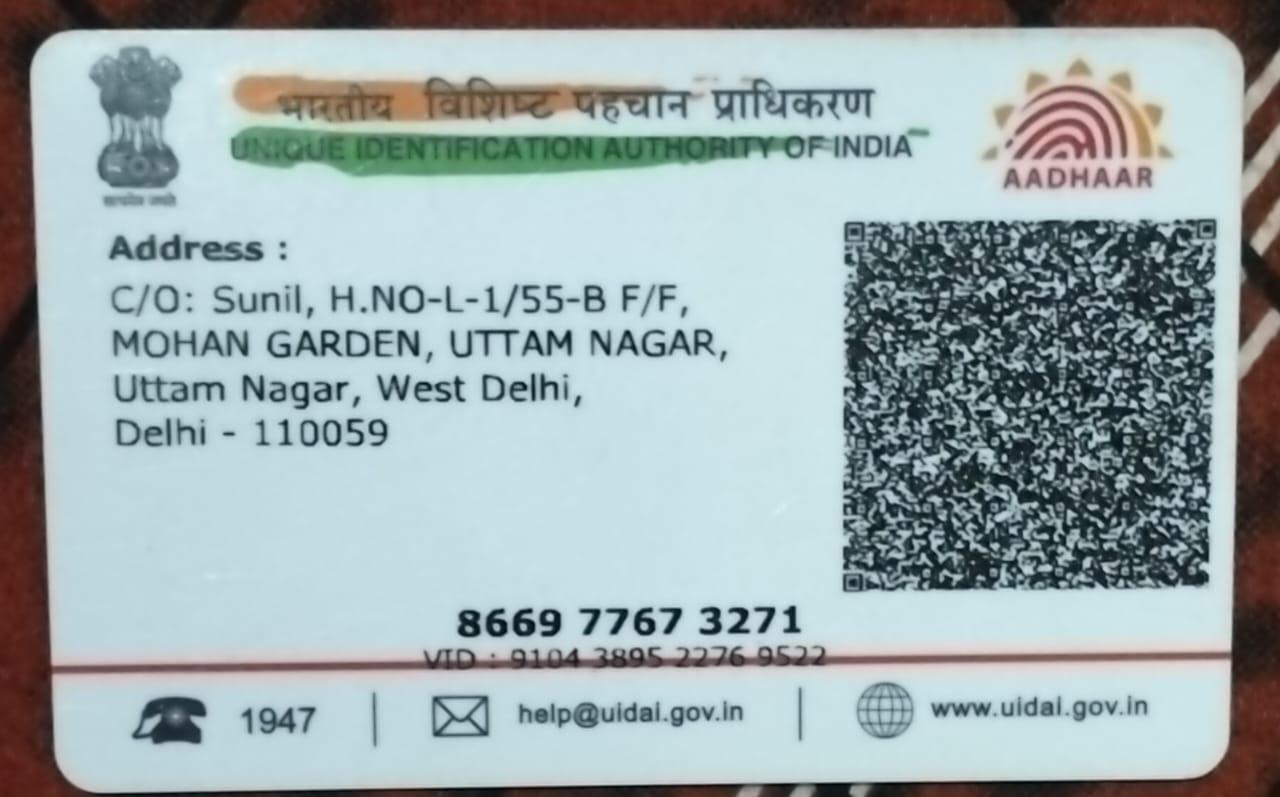 भारतीय विशिष्ट पहचान प्राधिकरण
UNIQUE IDENTIFICATION AUTHORITY OF INDIA
AADHAAR
सत्यमेव जयते
Address :
C/O: Sunil, H.NO-L-1/55-B F/F,
MOHAN GARDEN, UTTAM NAGAR,
Uttam Nagar, West Delhi,
Delhi - 110059
8669 7767 3271
VID : 9104 3895 2276 9522
1947
help@uidai.gov.in
www.uidai.gov.in